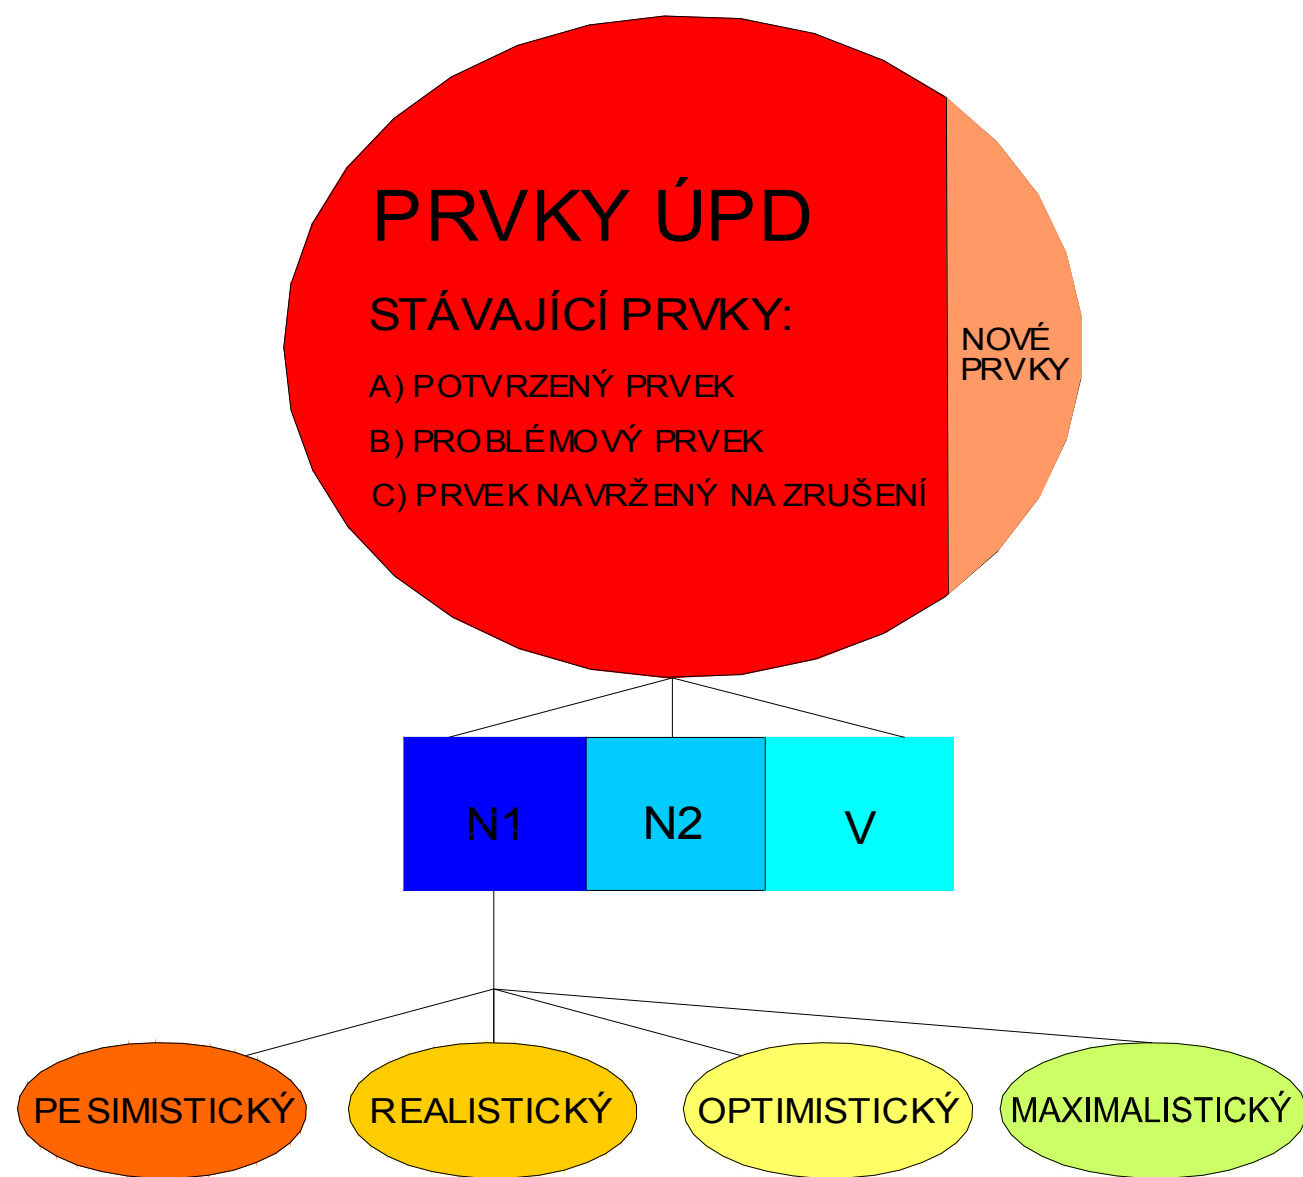 PRVKY ÚPD
STÁVAJÍCÍ PRVKY:
A) POTVRZENÝ PRVEK
B) PROBLÉMOVÝ PRVEK
C) PRVEK NAVRŽENÝ NA ZRUŠENÍ
NOVÉ
PRVKY
N1
N2
V
PESIMISTICKÝ
REALISTICKÝ
OPTIMISTICKÝ
MAXIMALISTICKÝ